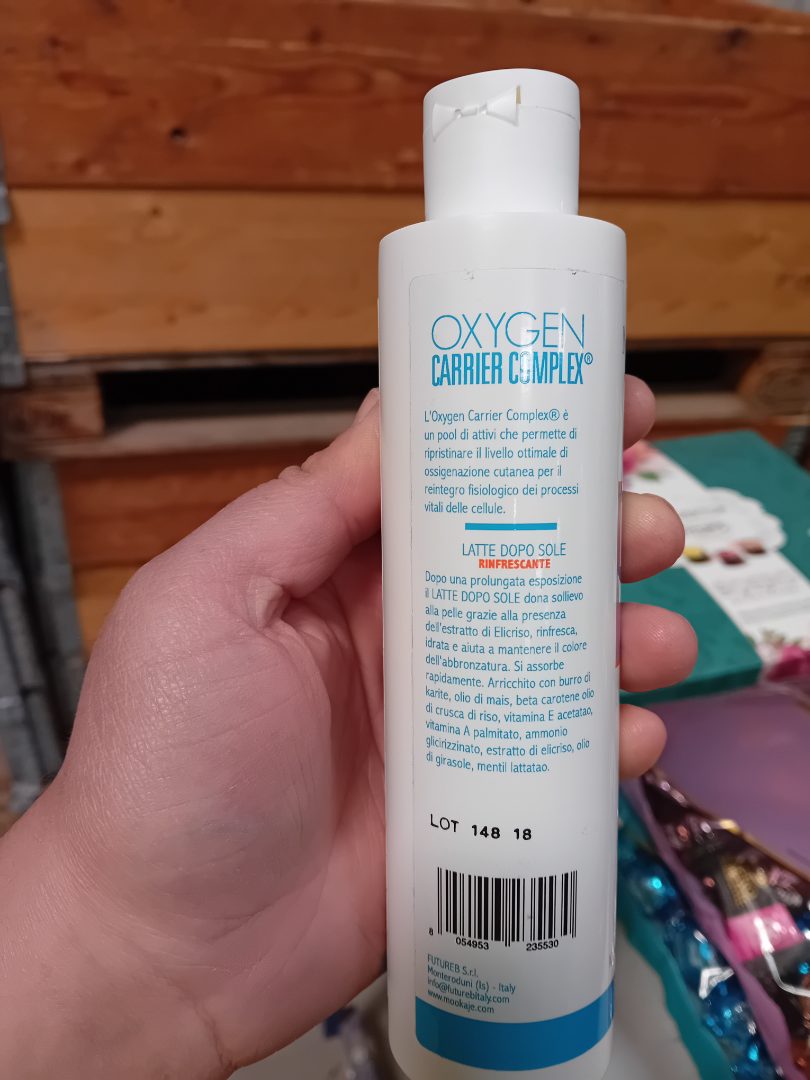 OXYGEN
CARRIER COMPLEX®
L'Oxygen Carrier Complex® è
un pool di attivi che permette di
ripristinare il livello ottimale di
ossigenazione cutanea per il
reintegro fisiologico dei processi
vitali delle cellule.
LATTE DOPO SOLE
RINFRESCANTE
Dopo una prolungata esposizione
il LATTE DOPO SOLE dona sollievo
alla pelle grazie alla presenza
dell'estratto di Elicriso, rinfresca,
idrata e aiuta a mantenere il colore
dell'abbronzatura. Si assorbe
rapidamente. Arricchito con burro di
karite, olio di mais, beta carotene olio
di crusca di riso, vitamina E acetatao,
vitamina A palmitato, ammonio
glicirizzinato, estratto di elicriso, olio
di girasole, mentil lattatao.
LOT 148 18
8 054953 235530
FUTUREB S.r.l.
Monteroduni (Is) - Italy
info@futurebitaly.com
www.mookaje.com